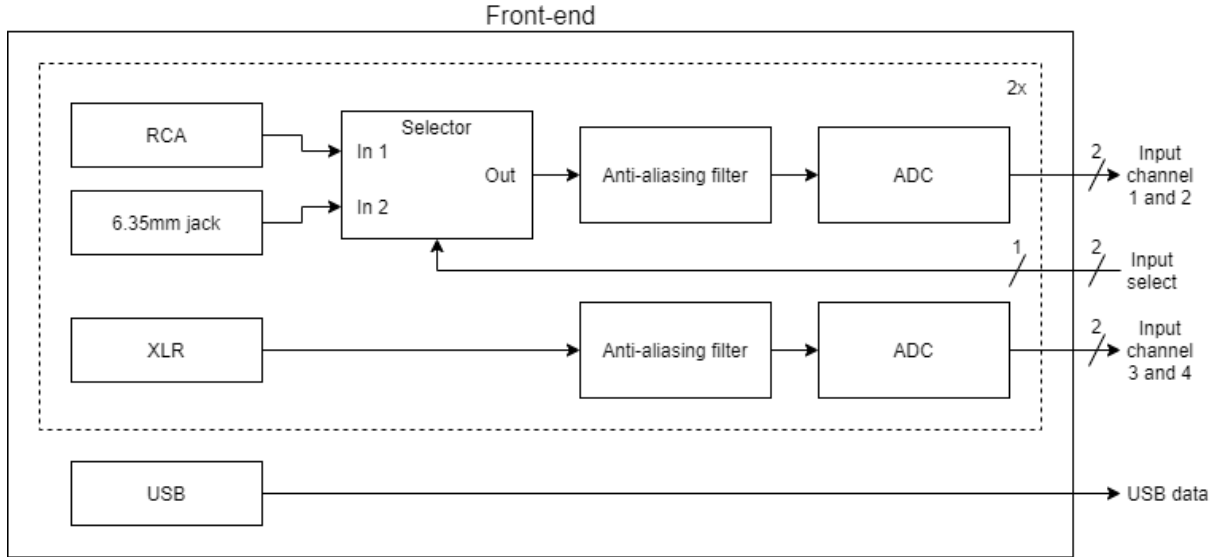 Front-end
2x
RCA
6.35mm jack
Selector
In 1
Out
In 2
Anti-aliasing filter
ADC
2
Input
channel
1 and 2
1
2
Input
select
XLR
Anti-aliasing filter
ADC
2
Input
channel
3 and 4
USB
USB data